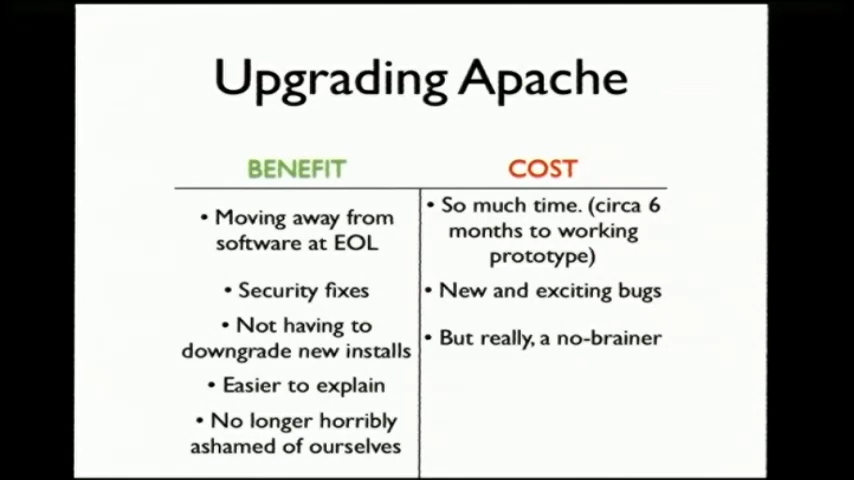 Upgrading Apache
BENEFIT
• Moving away from
software at EOL
• Security fixes
• Not having to
downgrade new installs
• Easier to explain
• No longer horribly
ashamed of ourselves
COST
• So much time. (circa 6
months to working
prototype)
• New and exciting bugs
• But really, a no-brainer